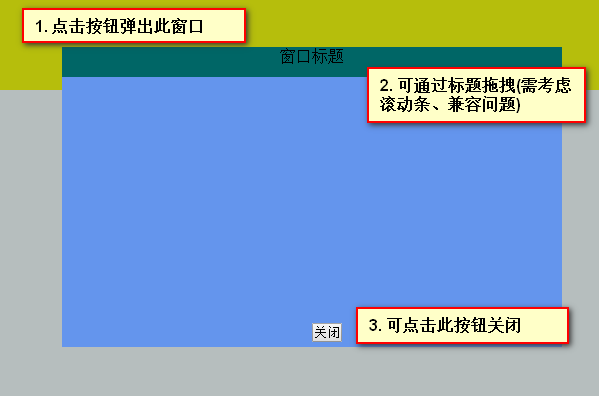 1. 点击按钮弹出此窗口
窗口标题
2. 可通过标题拖拽(需考虑
滚动条、兼容问题)
3. 可点击此按钮关闭
关闭